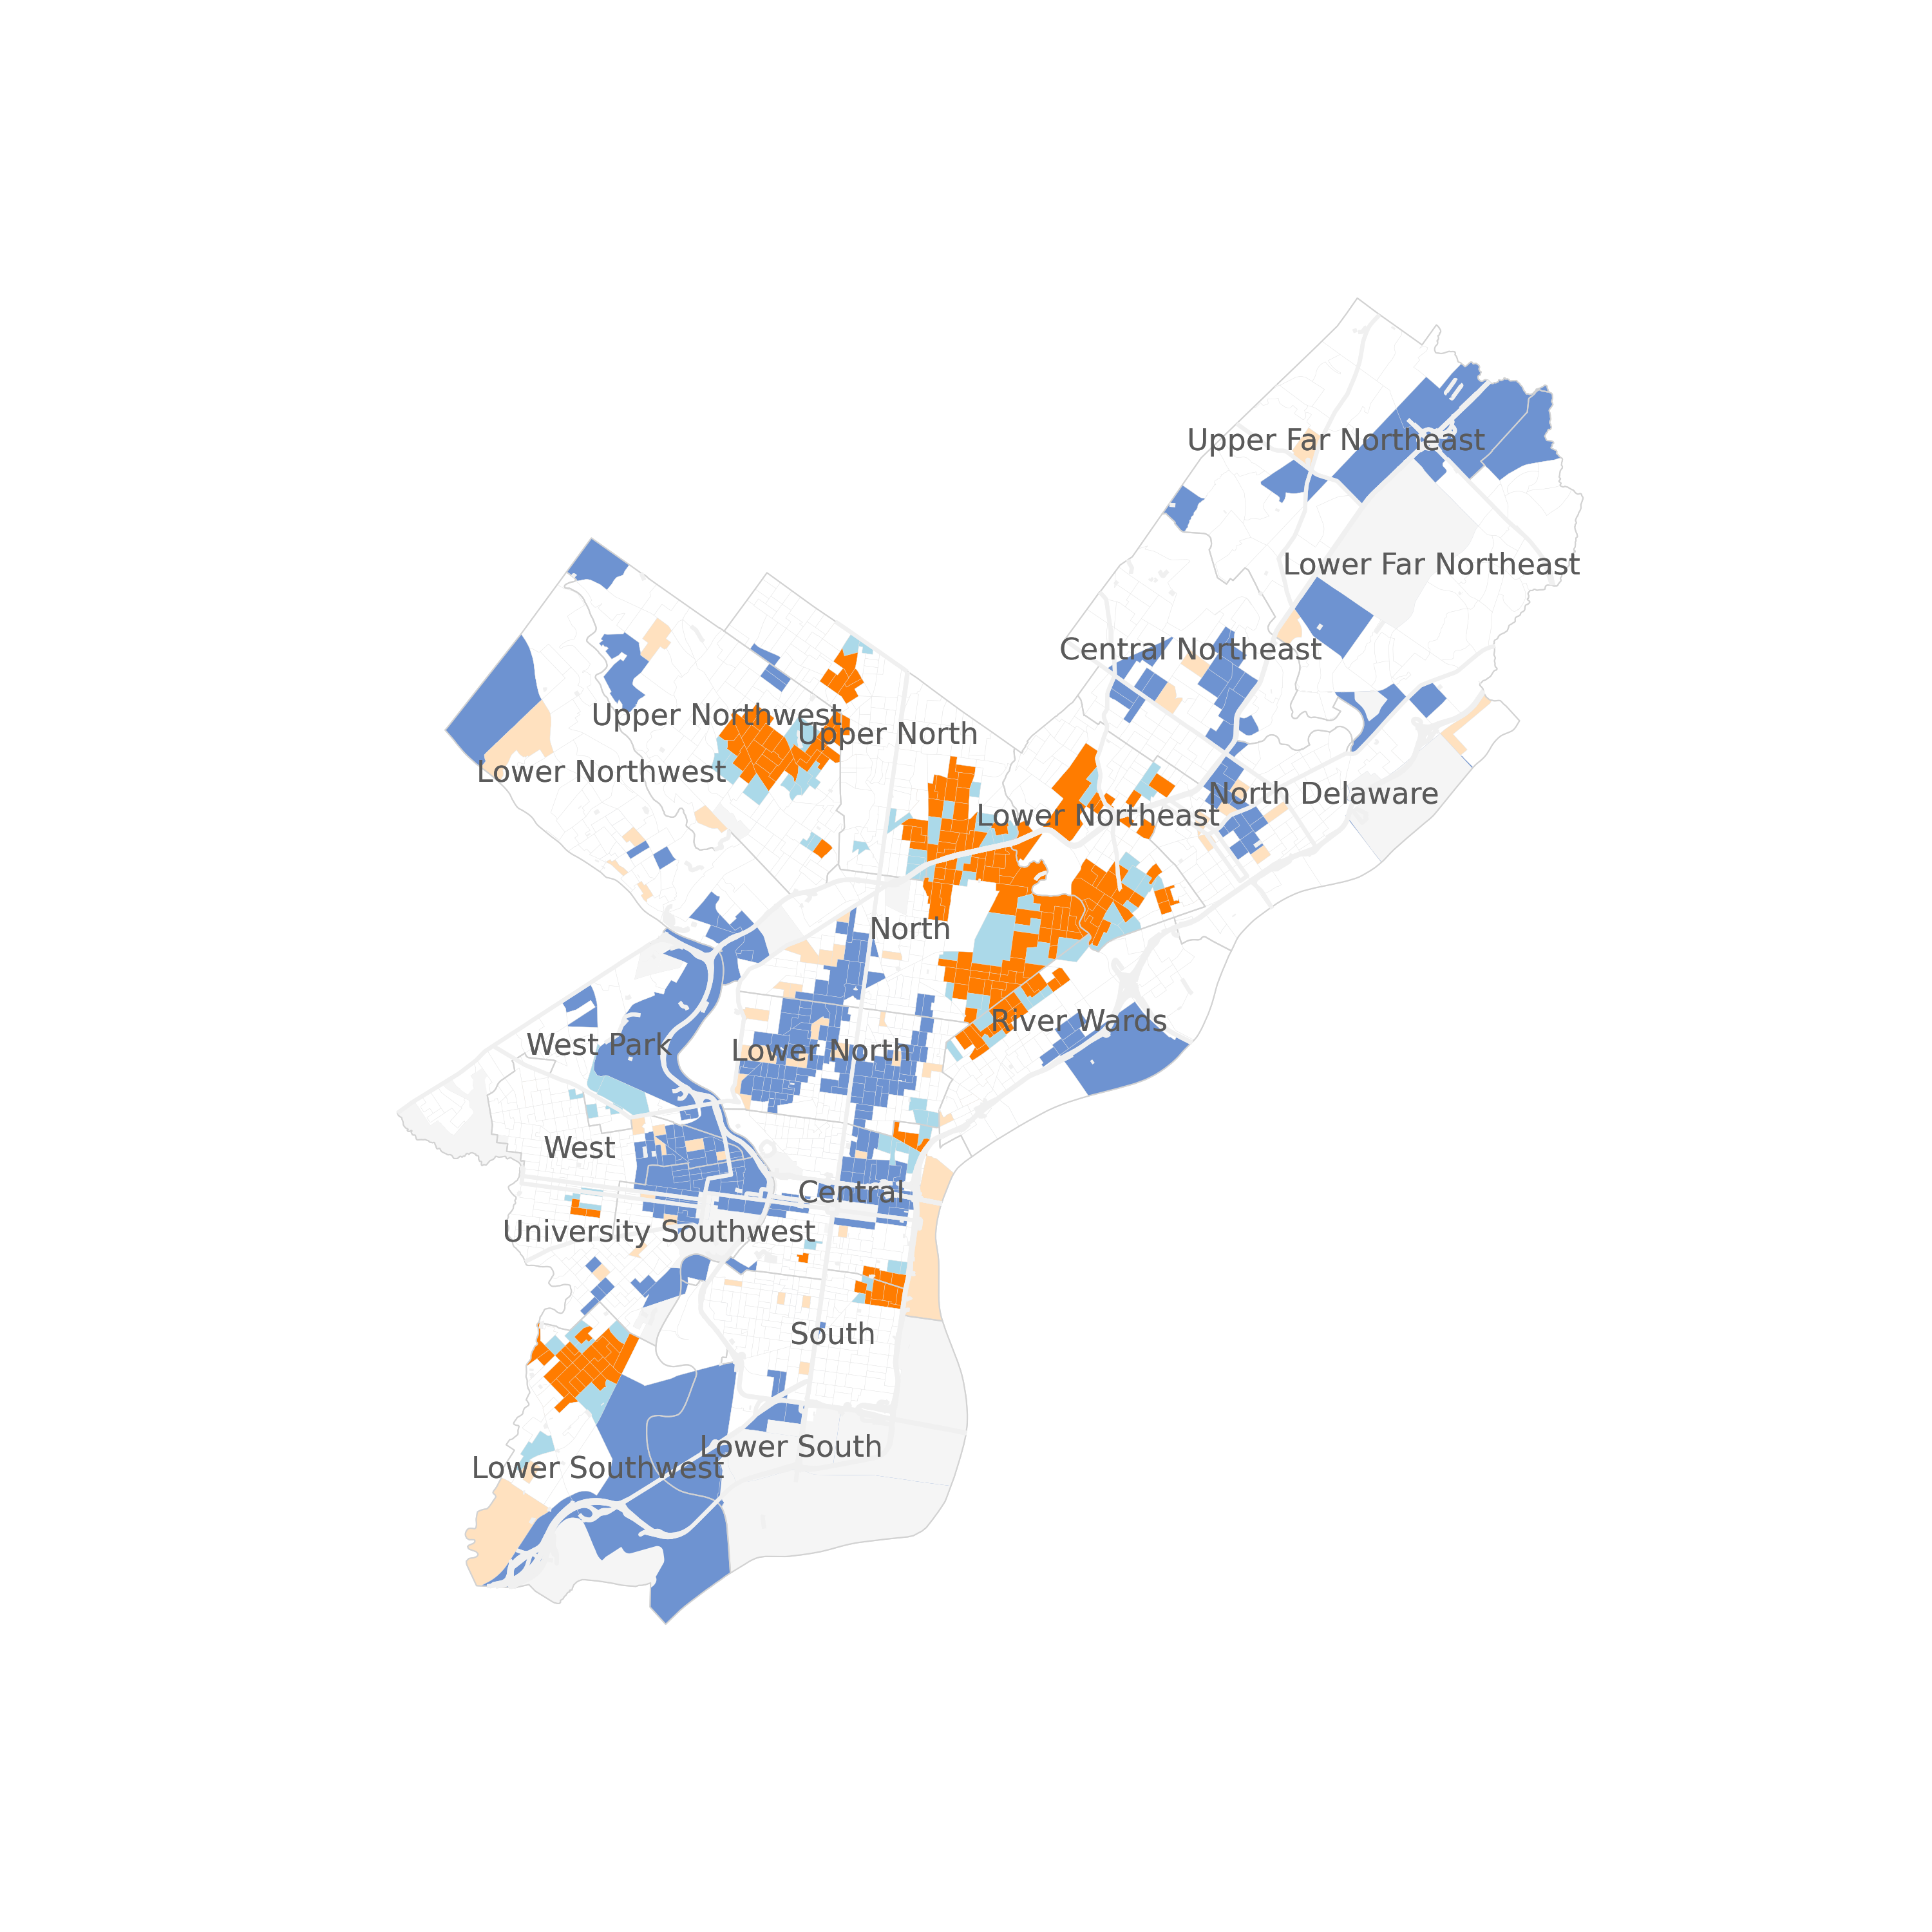 Upper Far Northeast
Lower Far Northeast
Central Northeast
Upper Northwest
Upper North
Lower Northwest
North Delaware
Lower Northeast
North
River Wards
West Park
Lower North
West
Central
University Southwest
South
Lower South
Lower Southwest